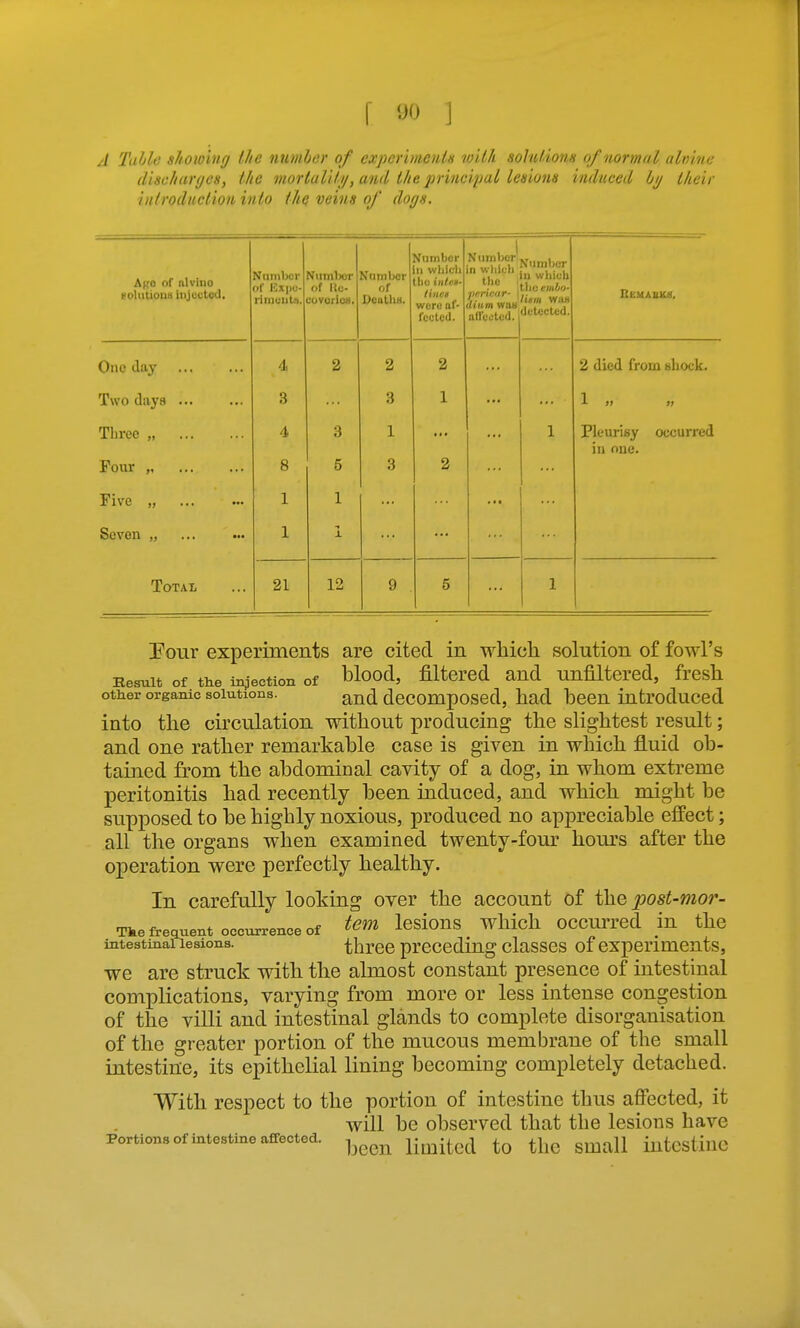 [ 90 ]
A Table showing the number of experiments with solutions of normal alvine
discharges, the mortality, and the principal lesions induced by their
introduction into the veins of dogs.
Age of alvine solutions injected. | Number of Experiments. | Number of Recoveries. | Number of Deaths. | Number in which the intestines were affected. | Number in which the pericardium was affected. | Number in which the embolism was detected. | REMARKS.
One day ... ... | 4 | 2 | 2 | 2 | ... | ... | 2 died from shock.
Two days ... ... | 3 | ... | 3 | 1 | ... | ... | 1 „ „
Three „ ... ... | 4 | 3 | 1 | ... | ... | 1 | Pleurisy occurred in one.
Four „ ... ... | 8 | 5 | 3 | 2 | ... | ...
Five „ ... ... | 1 | 1 | ... | ... | ... | ...
Seven „ ... ... | 1 | 1 | ... | ... | ... | ...
TOTAL ... | 21 | 12 | 9 | 5 | ... | 1
Four experiments are cited in which solution of fowl's
Result of the injection of other organic solutions.
blood, filtered and unfiltered, fresh
and decomposed, had been introduced
into the circulation without producing the slightest result;
and one rather remarkable case is given in which fluid ob-
tained from the abdominal cavity of a dog, in whom extreme
peritonitis had recently been induced, and which might be
supposed to be highly noxious, produced no appreciable effect;
all the organs when examined twenty-four hours after the
operation were perfectly healthy.
In carefully looking over the account of the post-mor-
The frequent occurrence of intestinal lesions.
tem lesions which occurred in the
three preceding classes of experiments,
we are struck with the almost constant presence of intestinal
complications, varying from more or less intense congestion
of the villi and intestinal glands to complete disorganisation
of the greater portion of the mucous membrane of the small
intestine, its epithelial lining becoming completely detached.
With respect to the portion of intestine thus affected, it
Portions of intestine affected.
will be observed that the lesions have
been limited to the small intestine